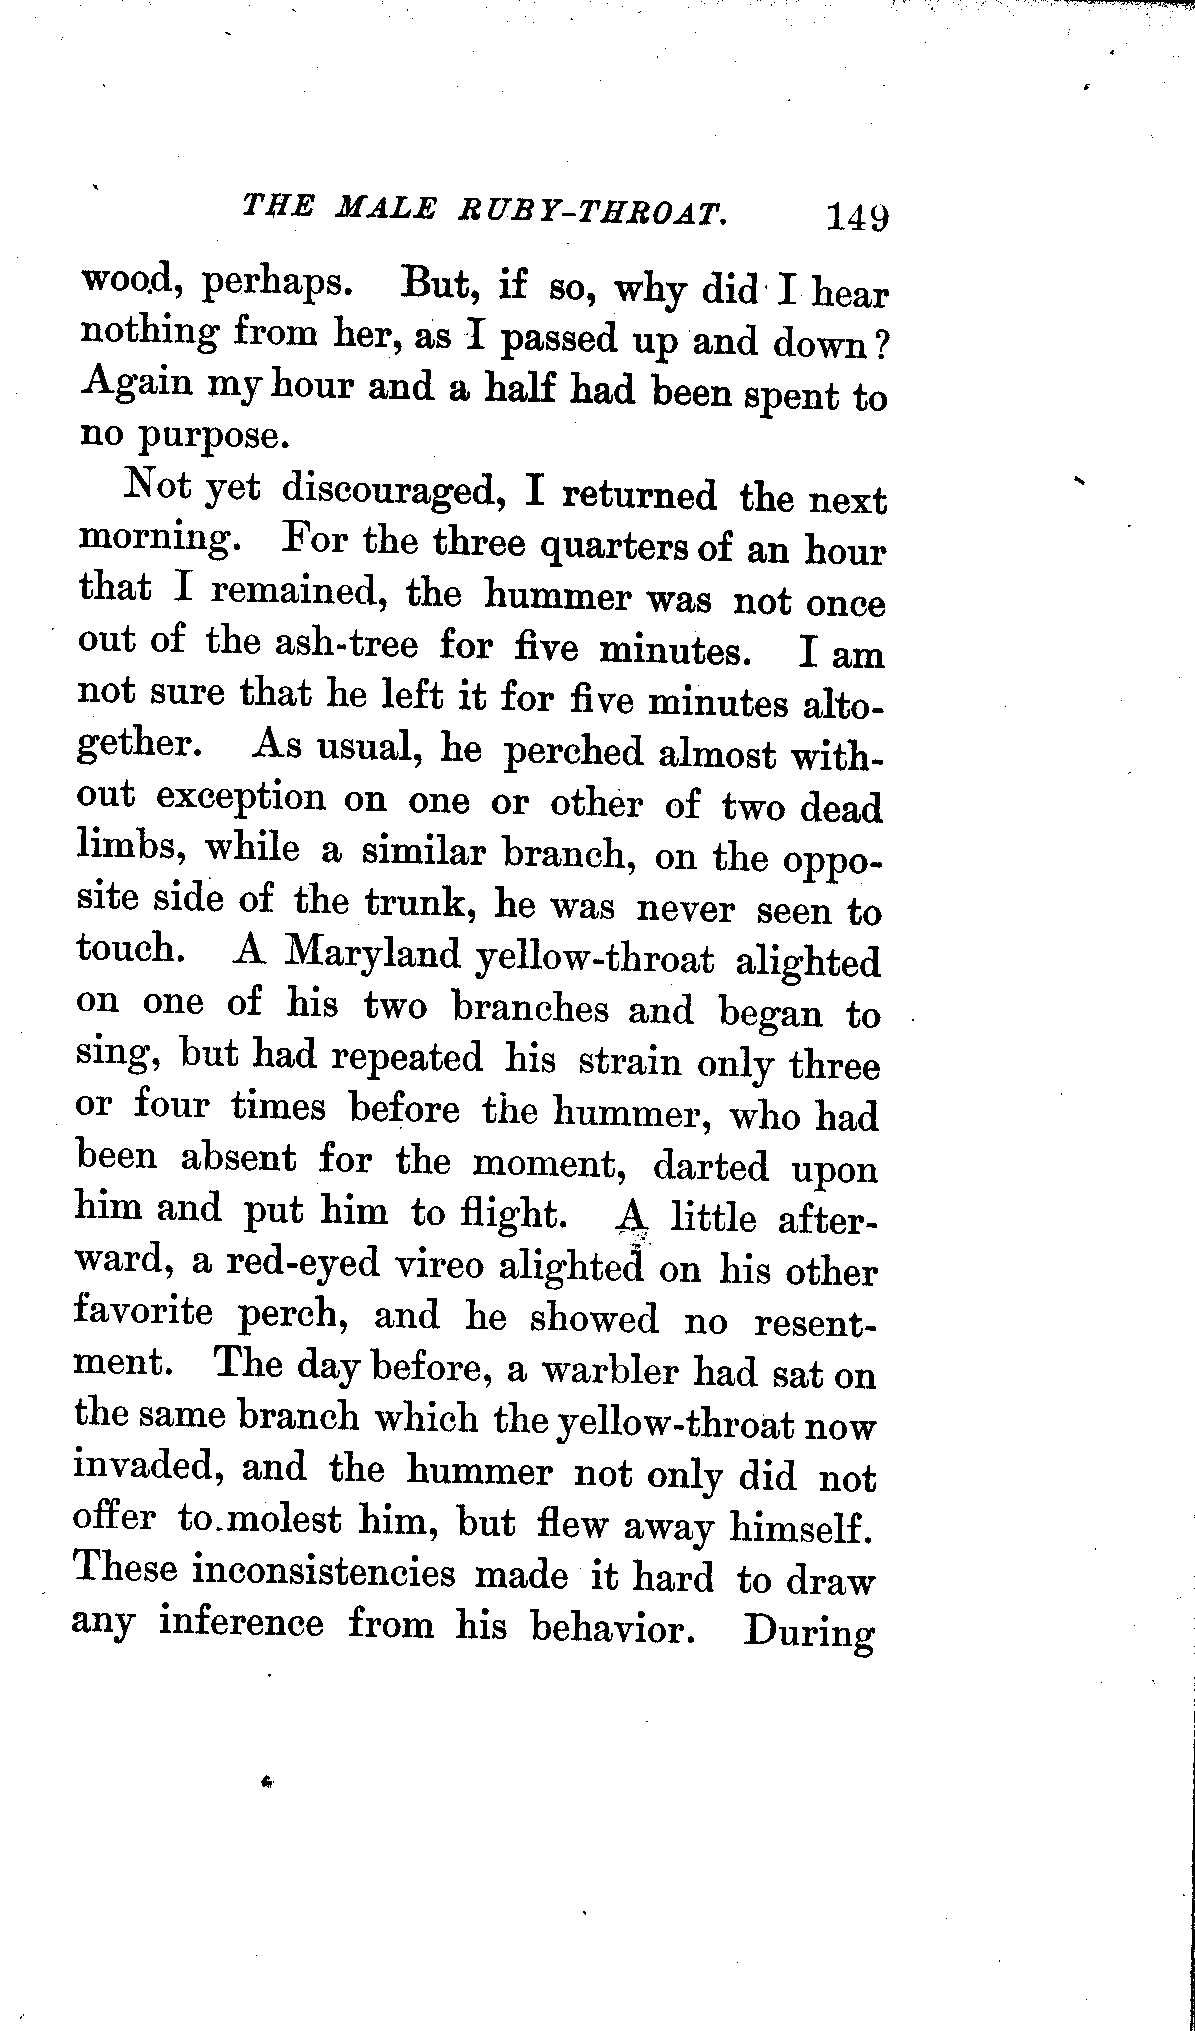 THE MALE RUBY-THROAT. 149
wood, perhaps. But, if so, why did I hear
nothing from her, as I passed up and down?
Again my hour and a half had been spent to
no purpose.
Not yet discouraged, I returned the next
morning. For the three quarters of an hour
that I remained, the hummer was not once
out of the ash-tree for five minutes. I am
not sure that he left it for five minutes alto-
gether. As usual, he perched almost with-
out exception on one or other of two dead
limbs, while a similar branch, on the oppo-
site side of the trunk, he was never seen to
touch. A Maryland yellow-throat alighted
on one of his two branches and began to
sing, but had repeated his strain only three
or four times before the hummer, who had
been absent for the moment, darted upon
him and put him to flight. A little after-
ward, a red-eyed vireo alighted on his other
favorite perch, and he showed no resent-
ment. The day before, a warbler had sat on
the same branch which the yellow-throat now
invaded, and the hummer not only did not
offer to molest him, but flew away himself.
These inconsistencies made it hard to draw
any inference from his behavior. During